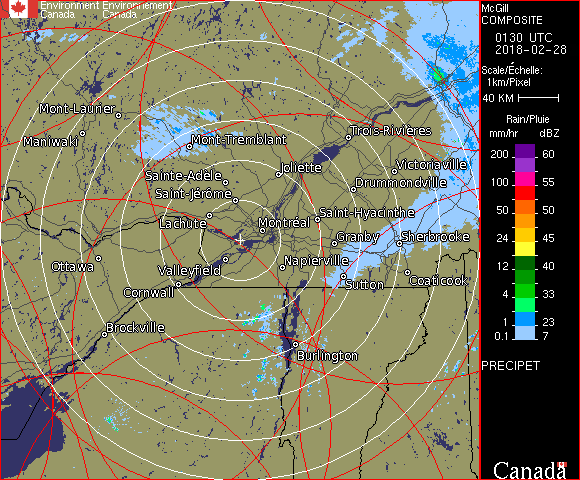 Environment Environnement
Canada Canada
McGill
COMPOSITE
0130 UTC
2018-02-28
Scale/Échelle:
1km/Pixel
40 KM
Rain/Pluie
mm/hr dBZ
200 60
100 55
50 50
24 45
12 40
4 33
1 23
0.1 7
PRECIPET
Canada
Mont-Laurier
Maniwaki
Mont-Tremblant
Trois-Rivières
Sainte-Adèle
Joliette
Victoriaville
Saint-Jérôme
Drummondville
Lachute
Montréal
Saint-Hyacinthe
Granby
Sherbrooke
Ottawa
Valleyfield
Napierville
Cornwall
Sutton
Coaticook
Brockville
Burlington